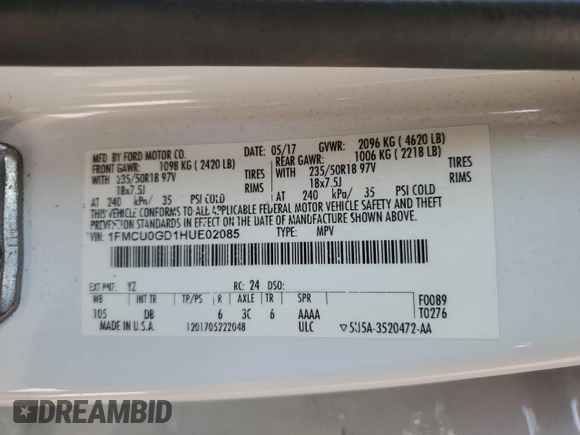 MFD BY FORD MOTOR CO. DATE: 05/17 GVWR: 2096 KG ( 4620 LB)
FRONT GAWR: 1098 KG ( 2420 LB) REAR GAWR: 1006 KG ( 2218 LB)
WITH 235/50R18 97V TIRES WITH 235/50R18 97V TIRES
18x7.5J RIMS 18x7.5J RIMS
AT 240 kPa/ 35 PSI COLD AT 240 kPa/ 35 PSI COLD
THIS VEHICLE CONFORMS TO ALL APPLICABLE FEDERAL MOTOR VEHICLE SAFETY AND THEFT
PREVENTION STANDARDS IN EFFECT ON THE DATE OF MANUFACTURE SHOWN ABOVE.
VIN: 1FMCU0GD1HUE02085 TYPE: MPV
EXT PNT: YZ RC: 24 DSO:
WB INT TR TP/PS R AXLE TR SPR F0089
105 DB 6 3C 6 AAAA T0276
MADE IN U.S.A. 1201705222048 ULC 5U5A-3520472-AA
DREAMBID